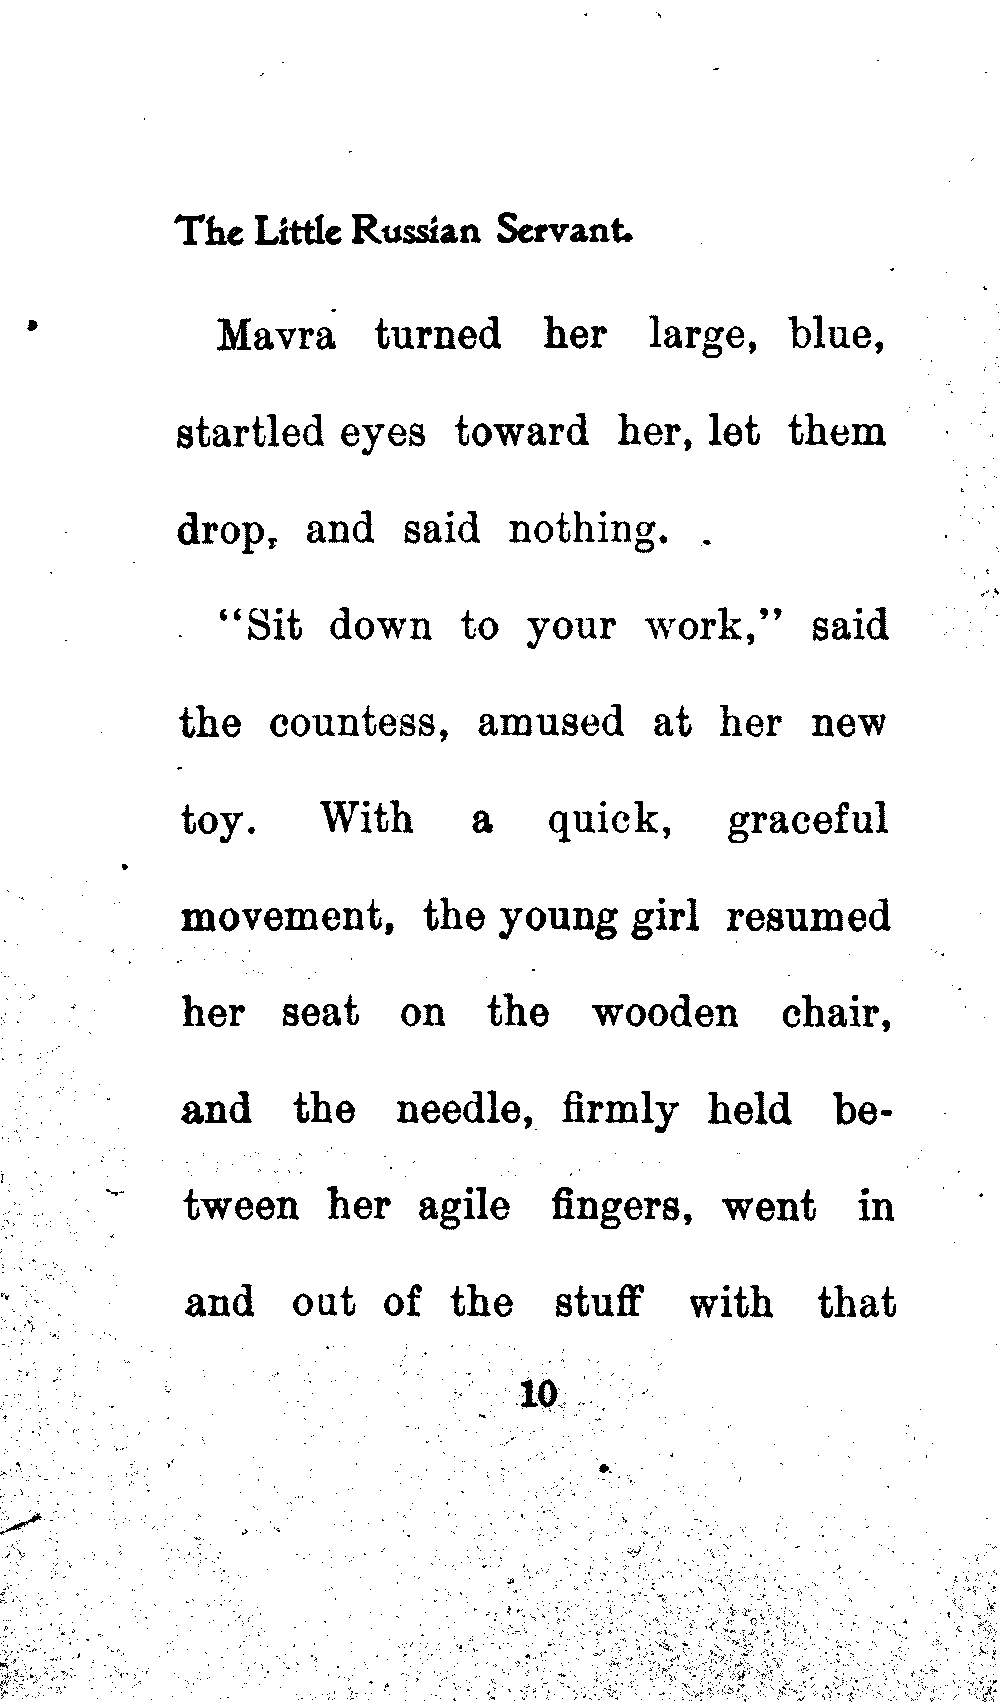 The Little Russian Servant.
Mavra turned her large, blue,
startled eyes toward her, let them
drop, and said nothing.
"Sit down to your work," said
the countess, amused at her new
toy. With a quick, graceful
movement, the young girl resumed
her seat on the wooden chair,
and the needle, firmly held be-
tween her agile fingers, went in
and out of the stuff with that
10